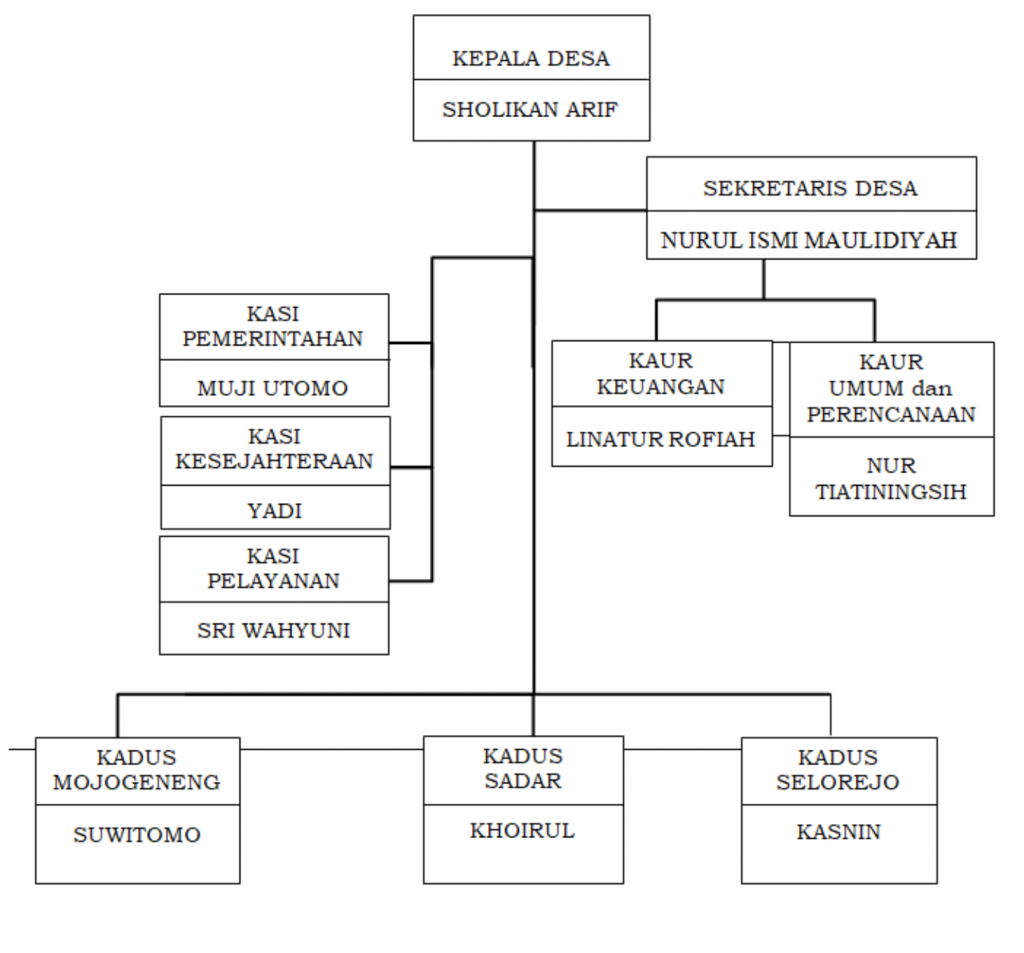 KEPALA DESA
SHOLIKAN ARIF
SEKRETARIS DESA
NURUL ISMI MAULIDIYAH
KASI
PEMERINTAHAN
MUJI UTOMO
KASI
KESEJAHTERAAN
YADI
KASI
PELAYANAN
SRI WAHYUNI
KAUR
KEUANGAN
LINATUR ROFIAH
KAUR
UMUM dan
PERENCANAAN
NUR
TIATININGSIH
KADUS
MOJOGENENG
SUWITOMO
KADUS
SADAR
KHOIRUL
KADUS
SELOREJO
KASNIN